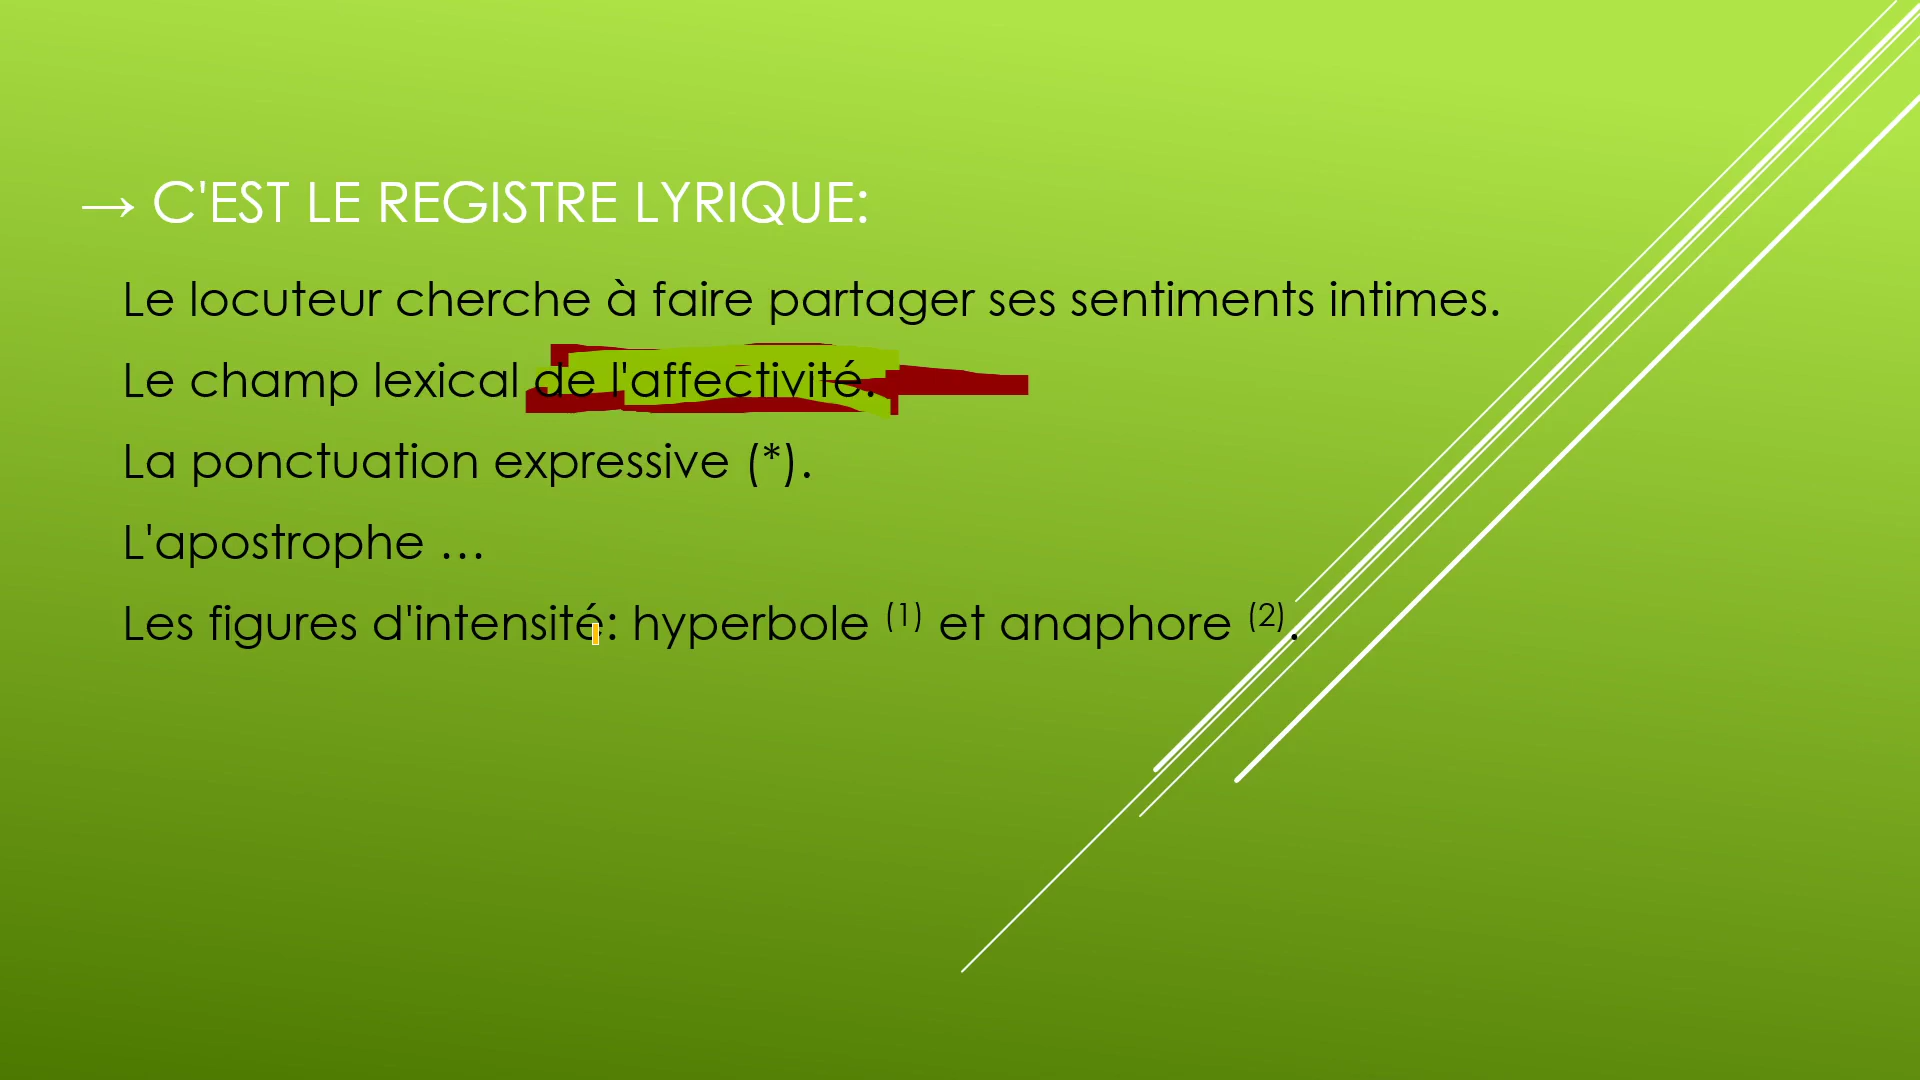 → C'EST LE REGISTRE LYRIQUE:
Le locuteur cherche à faire partager ses sentiments intimes.
Le champ lexical de l'affectivité.
La ponctuation expressive (*).
L'apostrophe …
Les figures d'intensité: hyperbole (1) et anaphore (2).